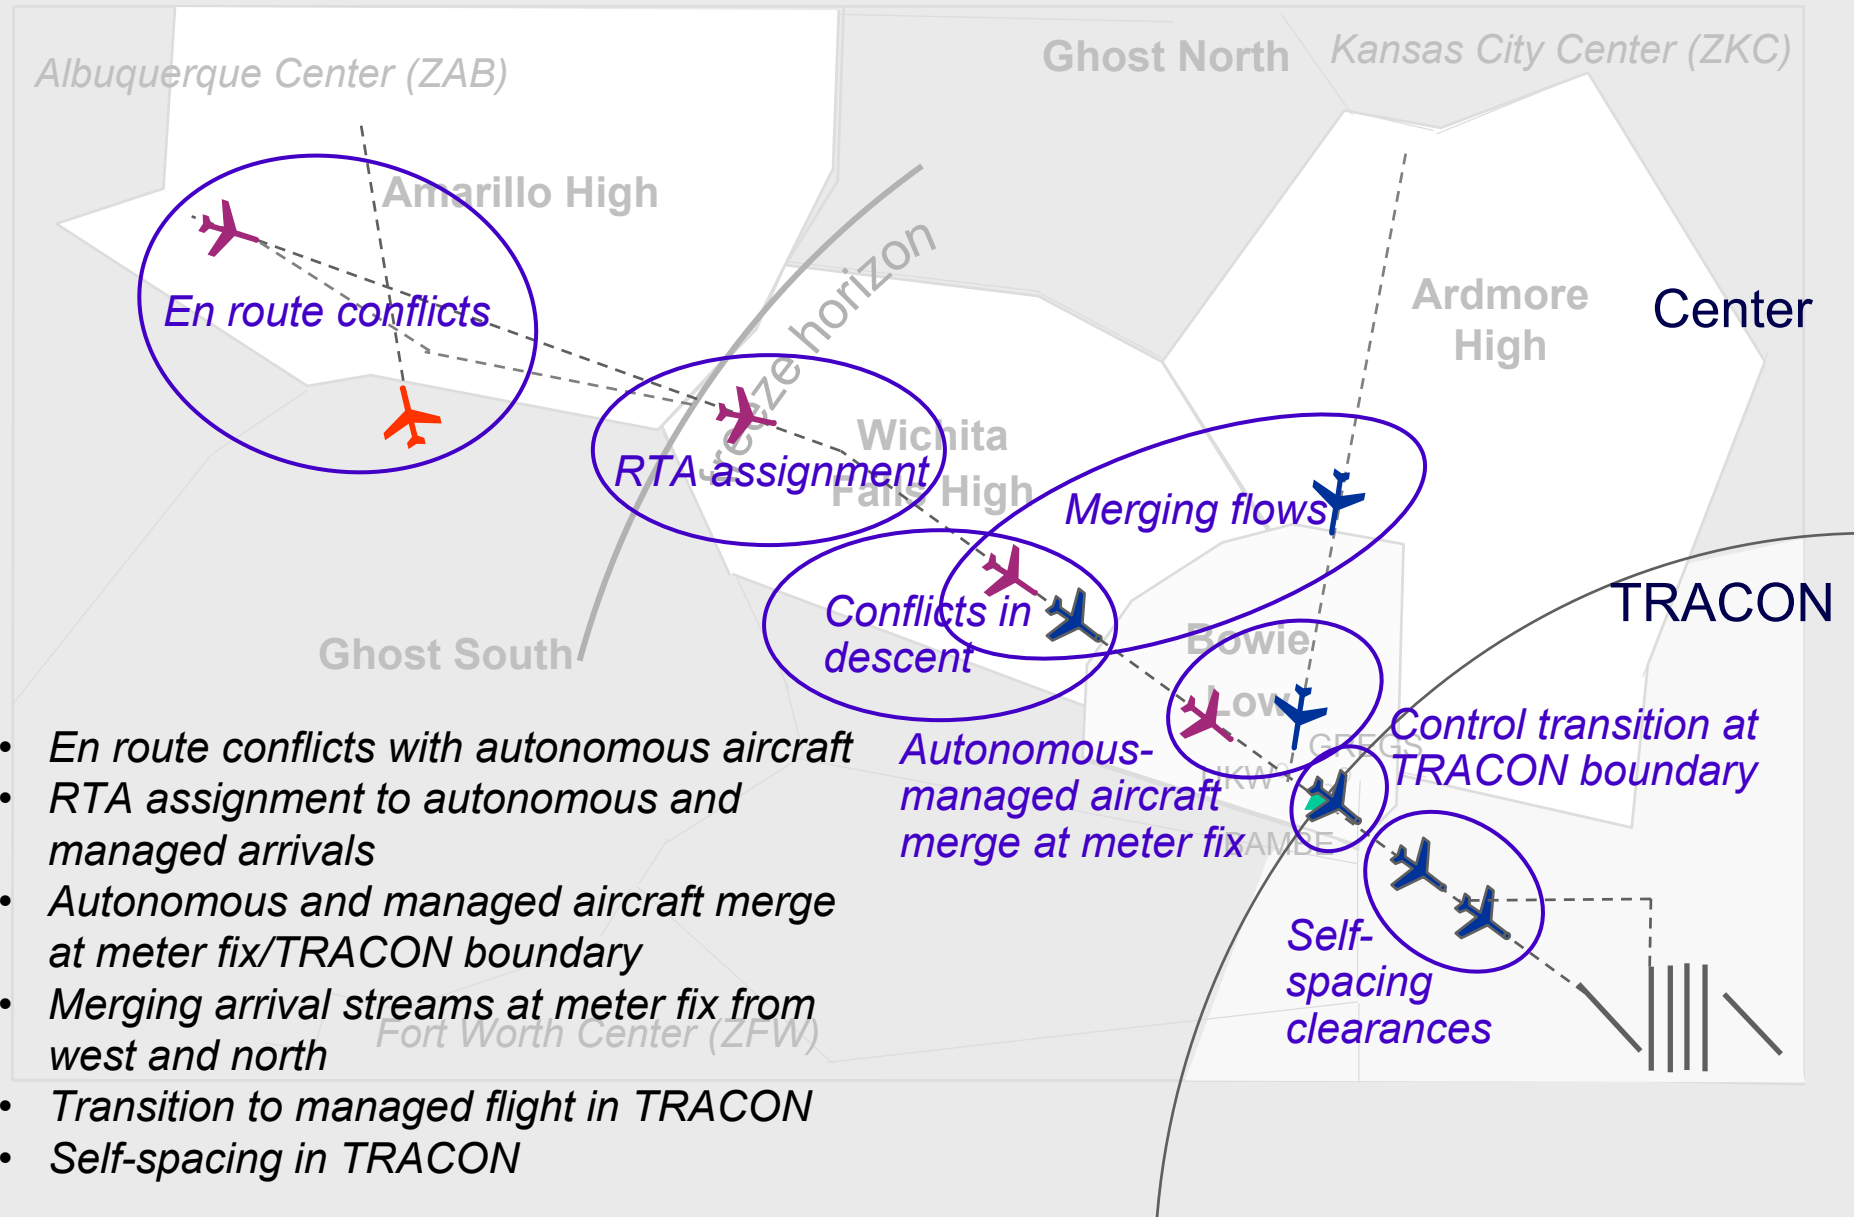 Albuquerque Center (ZAB)
Ghost North
Kansas City Center (ZKC)
Amarillo High
freeze horizon
Ardmore
High
Center
En route conflicts
RTA assignment
Wichita
Falls High
Merging flows
TRACON
Conflicts in
descent
Bowie
Low
Ghost South
Control transition at
TRACON boundary
GREGS
UKW
BAMBE
Autonomous-
managed aircraft
merge at meter fix
Self-
spacing
clearances
• En route conflicts with autonomous aircraft
• RTA assignment to autonomous and
managed arrivals
• Autonomous and managed aircraft merge
at meter fix/TRACON boundary
• Merging arrival streams at meter fix from
west and north
• Transition to managed flight in TRACON
• Self-spacing in TRACON
Fort Worth Center (ZFW)